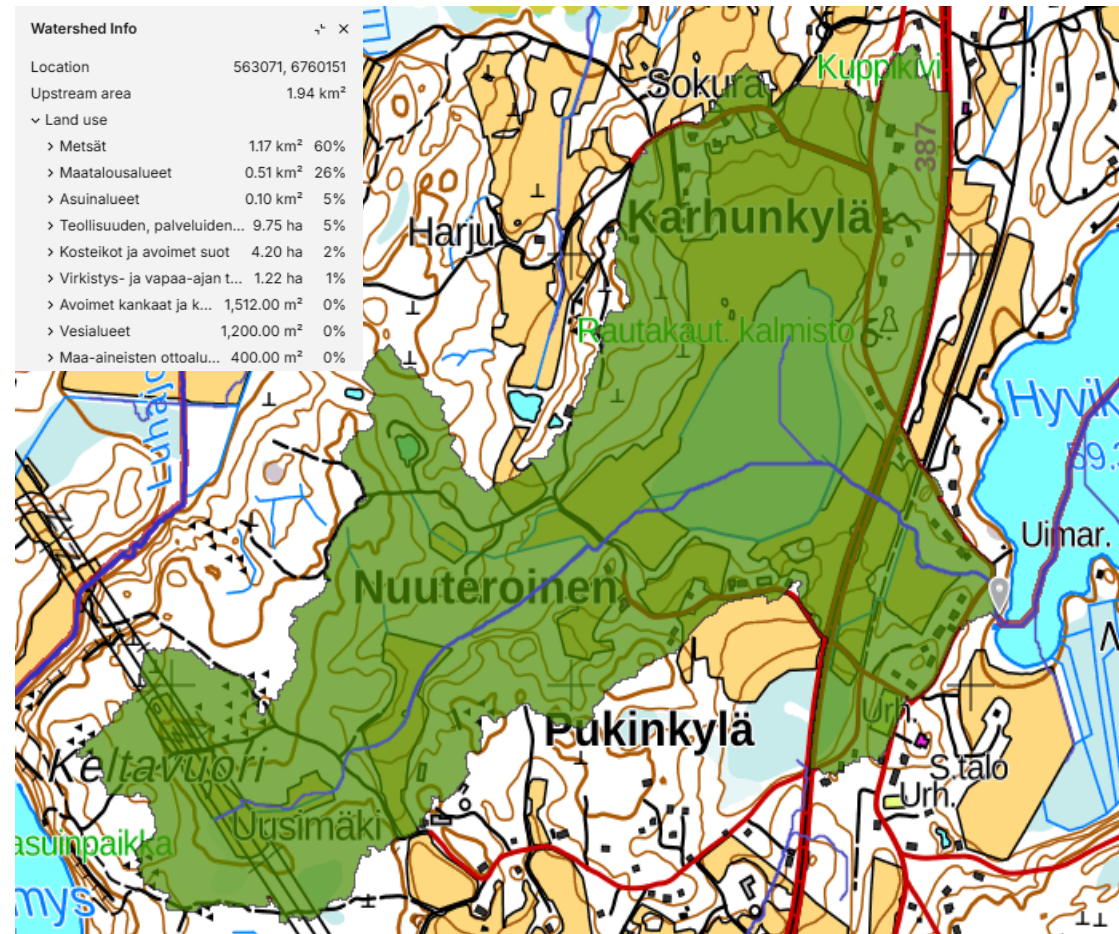 Watershed Info
Location 563071, 6760151
Upstream area 1.94 km²
Land use
Metsät 1.17 km² 60%
Maatalousalueet 0.51 km² 26%
Asuinalueet 0.10 km² 5%
Teollisuuden, palveluiden... 9.75 ha 5%
Kosteikot ja avoimet suot 4.20 ha 2%
Virkistys- ja vapaa-ajan t... 1.22 ha 1%
Avoimet kankaat ja k... 1,512.00 m² 0%
Vesialueet 1,200.00 m² 0%
Maa-aineisten ottoalu... 400.00 m² 0%
Kuppikivi
Sokura
387
Karhunkylä
Harju
Rautakaut. kalmisto
Hyvik
59.3
Luhtaja
Uimar.
Nuuteroinen
Urh.
Pukinkylä
Keltavuori
S.talo
Urh.
Uusimäki
asuinpaikka
mys